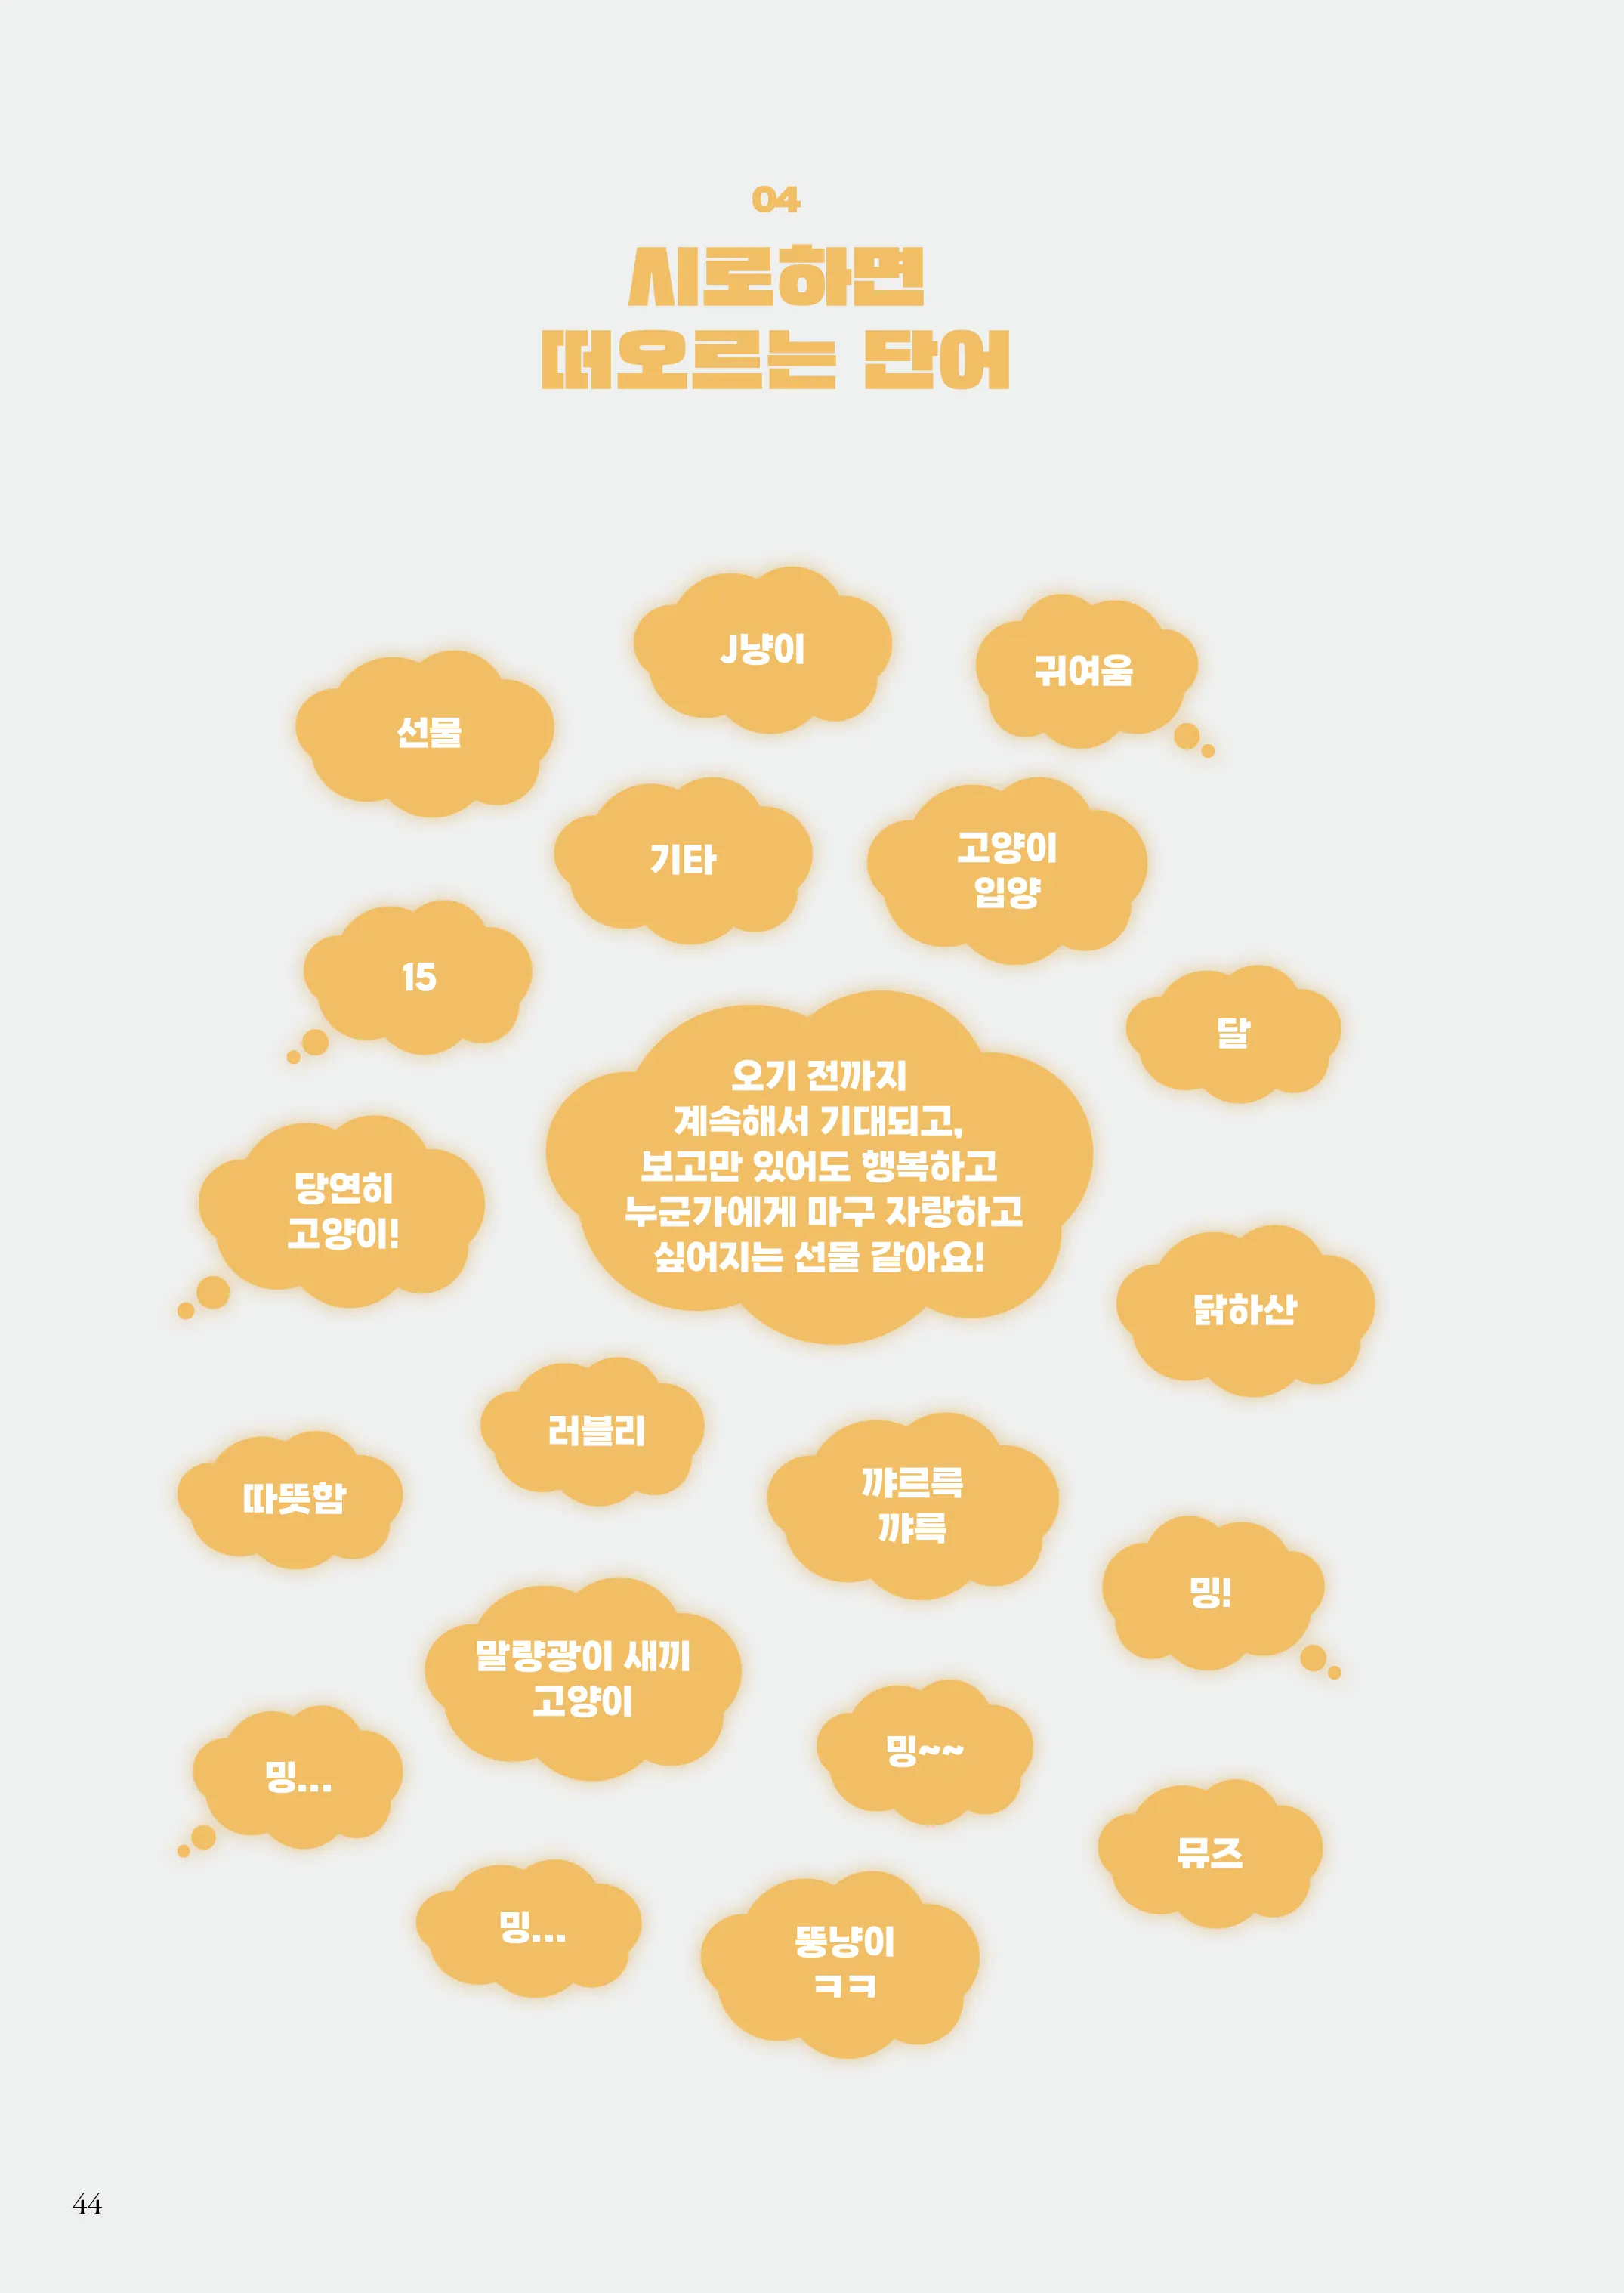 04
시로하면
떠오르는 단어
J냥이
귀여움
선물
기타
고양이
입양
15
달
오기 전까지
계속해서 기대되고,
보고만 있어도 행복하고
누군가에게 마구 자랑하고
싶어지는 선물 같아요!
당연히
고양이!
닭하산
러블리
따뜻함
꺄르륵
꺄륵
밍!
말량광이 새끼
고양이
밍~~
밍...
뮤즈
밍...
뚱냥이
ㅋㅋ
44